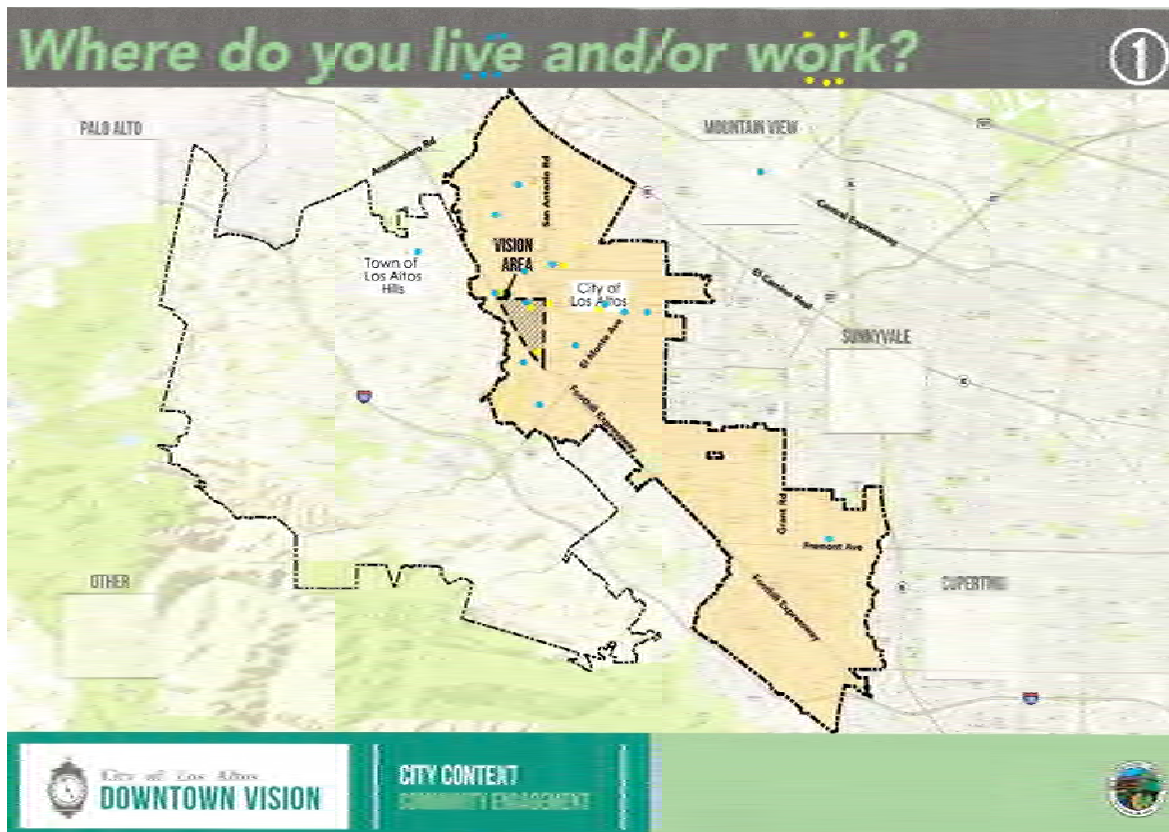 Where do you live and/or work?
1
PALO ALTO
MOUNTAIN VIEW
San Antonio Rd
Central Expressway
VISION
AREA
Town of
Los Altos
Hills
City of
Los Altos
El Camino Real
SUNNYVALE
El Monte Ave
Foothill Expressway
Grant Rd
Fremont Ave
OTHER
CUPERTINO
Foothill Expressway
City of Los Altos
DOWNTOWN VISION
CITY CONTEXT
COMMUNITY ENGAGEMENT